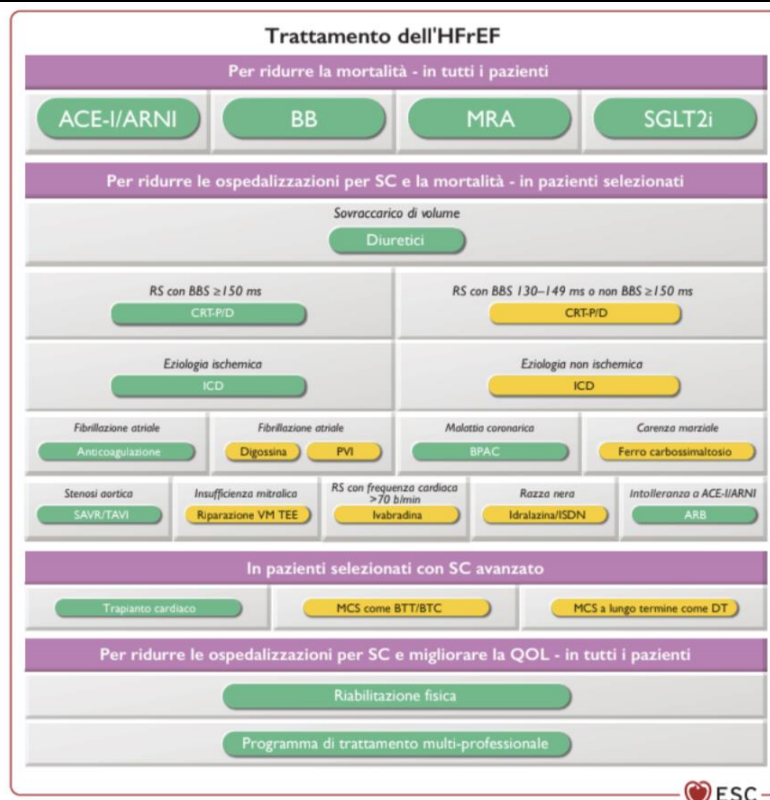 Trattamento dell'HFrEF
Per ridurre la mortalità - in tutti i pazienti
ACE-I/ARNI
BB
MRA
SGLT2i
Per ridurre le ospedalizzazioni per SC e la mortalità - in pazienti selezionati
Sovraccarico di volume
Diuretici
RS con BBS ≥150 ms
CRT-P/D
RS con BBS 130–149 ms o non BBS ≥150 ms
CRT-P/D
Eziologia ischemica
ICD
Eziologia non ischemica
ICD
Fibrillazione atriale
Anticoagulazione
Fibrillazione atriale
Digossina
PVI
Malattia coronarica
BPAC
Carenza marziale
Ferro carbossimaltosio
Stenosi aortica
SAVR/TAVI
Insufficienza mitralica
Riparazione VM TEE
RS con frequenza cardiaca
>70 b/min
Ivabradina
Razza nera
Idralazina/ISDN
Intolleranza a ACE-I/ARNI
ARB
In pazienti selezionati con SC avanzato
Trapianto cardiaco
MCS come BTT/BTC
MCS a lungo termine come DT
Per ridurre le ospedalizzazioni per SC e migliorare la QOL - in tutti i pazienti
Riabilitazione fisica
Programma di trattamento multi-professionale
ESC